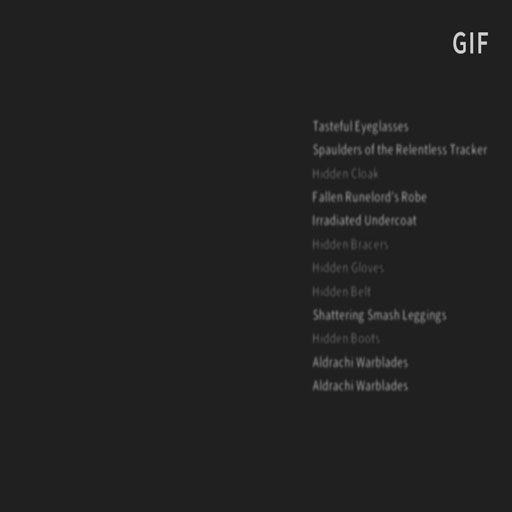 GIF
Tasteful Eyeglasses
Spaulders of the Relentless Tracker
Hidden Cloak
Fallen Runelord's Robe
Irradiated Undercoat
Hidden Bracers
Hidden Gloves
Hidden Belt
Shattering Smash Leggings
Hidden Boots
Aldrachi Warblades
Aldrachi Warblades